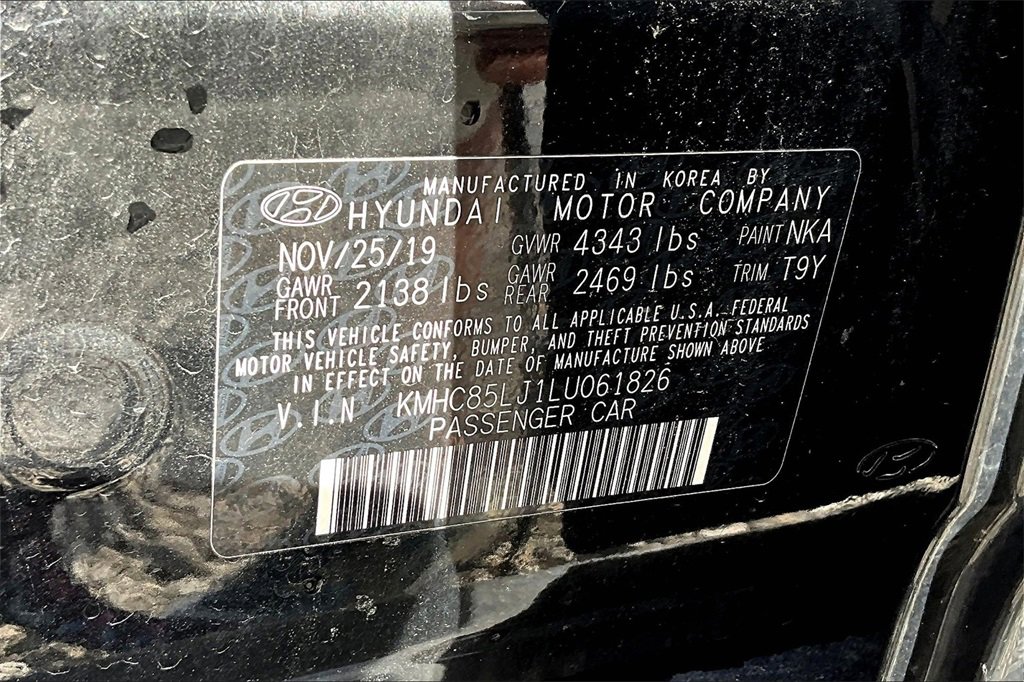 MANUFACTURED IN KOREA BY
HYUNDAI MOTOR COMPANY
NOV/25/19 GVWR 4343 lbs PAINT NKA
GAWR FRONT 2138 lbs GAWR REAR 2469 lbs TRIM T9Y
THIS VEHICLE CONFORMS TO ALL APPLICABLE U.S.A. FEDERAL
MOTOR VEHICLE SAFETY, BUMPER, AND THEFT PREVENTION STANDARDS
IN EFFECT ON THE DATE OF MANUFACTURE SHOWN ABOVE
V.I.N KMHC85LJ1LU061826
PASSENGER CAR